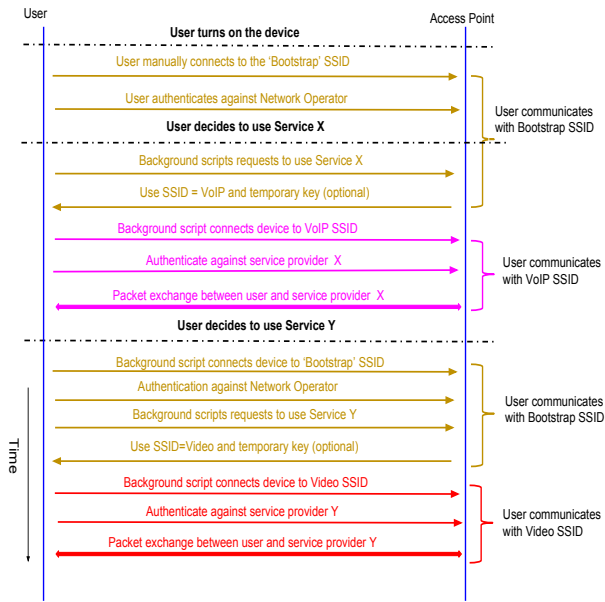 User
Access Point
User turns on the device
User manually connects to the 'Bootstrap' SSID
User authenticates against Network Operator
User communicates
with Bootstrap SSID
User decides to use Service X
Background scripts requests to use Service X
Use SSID = VoIP and temporary key (optional)
Background script connects device to VoIP SSID
Authenticate against service provider X
User communicates
with VoIP SSID
Packet exchange between user and service provider X
User decides to use Service Y
Background script connects device to 'Bootstrap' SSID
Authentication against Network Operator
User communicates
with Bootstrap SSID
Background scripts requests to use Service Y
Use SSID=Video and temporary key (optional)
Time
Background script connects device to Video SSID
Authenticate against service provider Y
User communicates
with Video SSID
Packet exchange between user and service provider Y